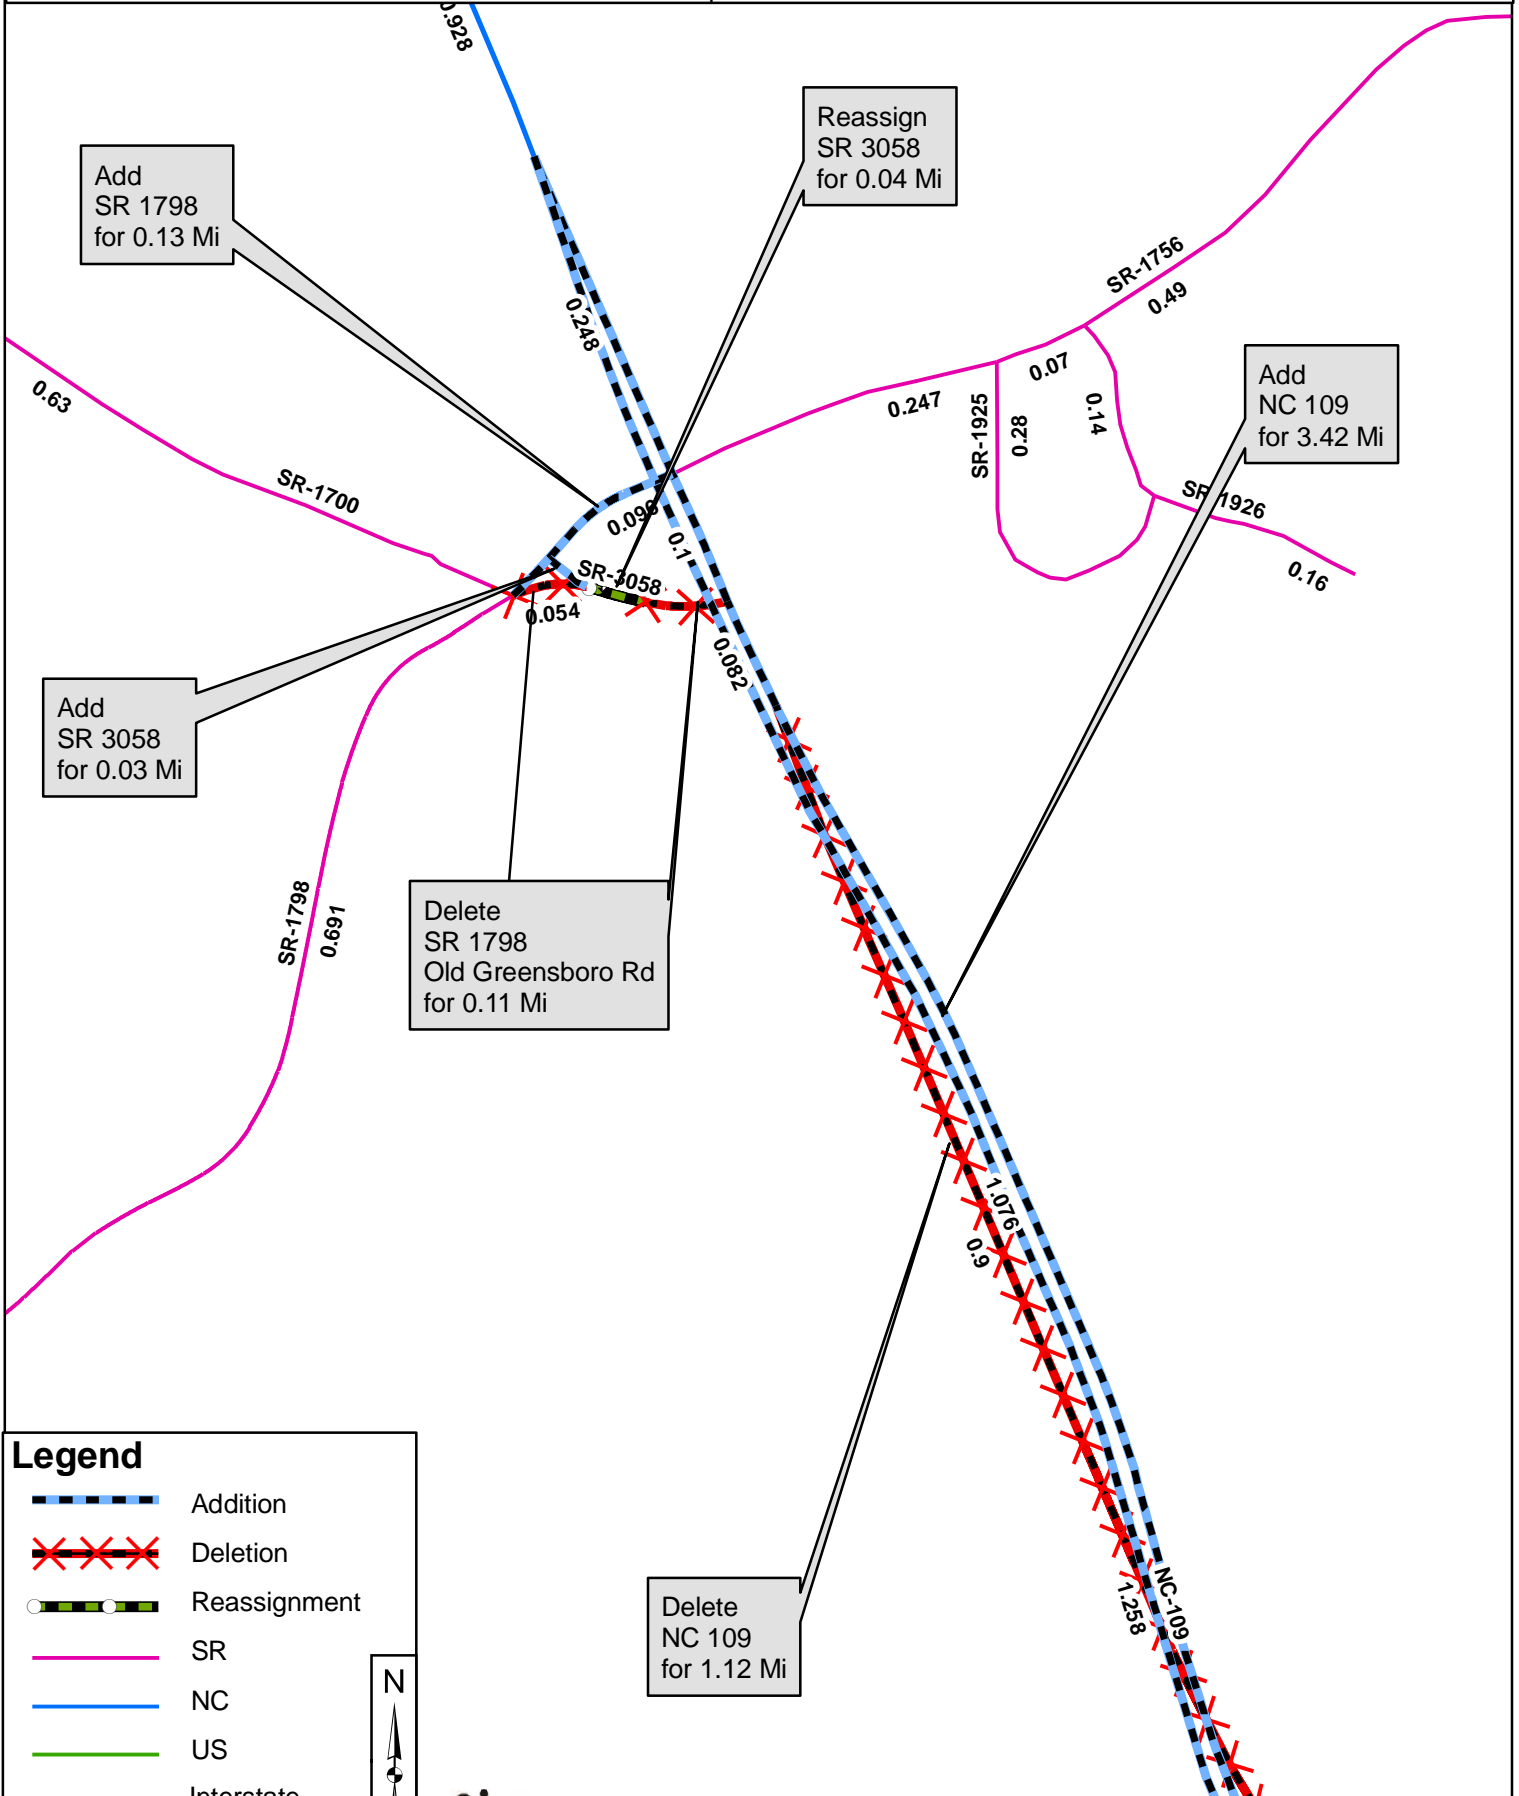 0.928
Reassign
SR 3058
for 0.04 Mi
Add
SR 1798
for 0.13 Mi
SR-1756
0.49
0.248
Add
NC 109
for 3.42 Mi
0.07
0.63
0.247
SR-1925
0.28
0.14
SR-1700
SR-1926
0.096
0.1
SR-3058
0.16
0.054
0.082
Add
SR 3058
for 0.03 Mi
SR-1798
0.691
Delete
SR 1798
Old Greensboro Rd
for 0.11 Mi
1.076
0.9
Legend
Addition
Deletion
Reassignment
SR
NC
US
Interstate
N
1.258
NC-109
Delete
NC 109
for 1.12 Mi